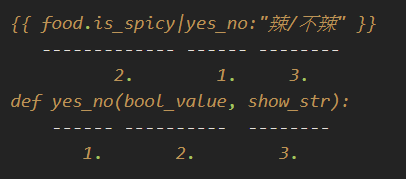 {{ food.is_spicy|yes_no:"辣/不辣" }}
------------- ------ --------
2. 1. 3.
def yes_no(bool_value, show_str):
------ ---------- --------
1. 2. 3.